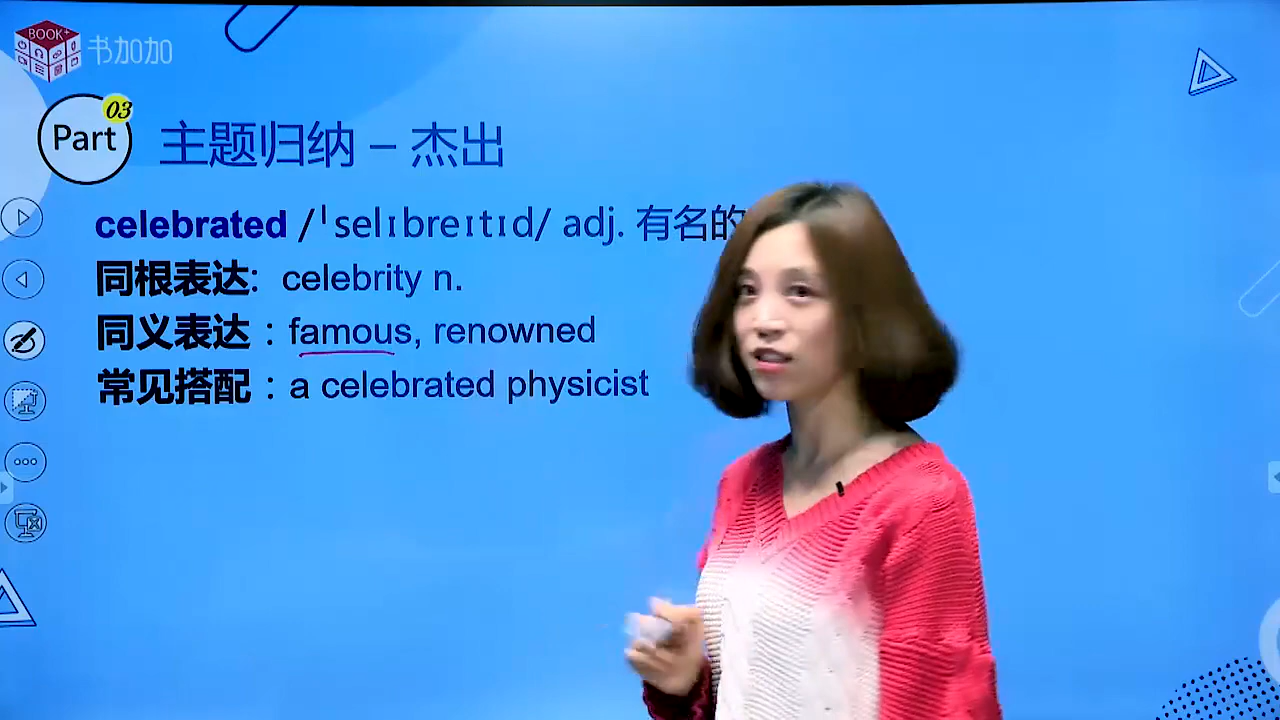 BOOK+
书加加
03
Part
主题归纳 – 杰出
celebrated /ˈselɪbreɪtɪd/ adj. 有名的
同根表达: celebrity n.
同义表达：famous, renowned
常见搭配：a celebrated physicist